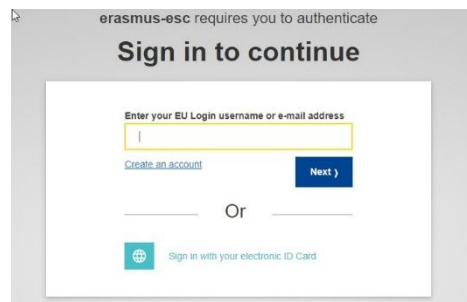 erasmus-esc requires you to authenticate
Sign in to continue
Enter your EU Login username or e-mail address
Create an account
Next ⟩
Or
Sign in with your electronic ID Card